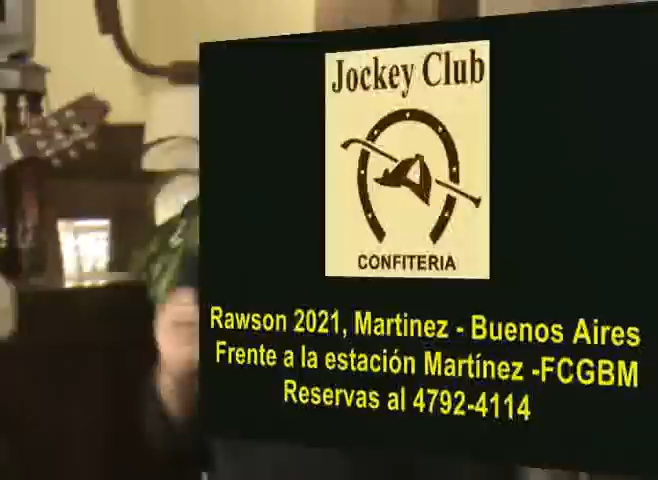 Jockey Club
CONFITERIA
Rawson 2021, Martinez - Buenos Aires
Frente a la estación Martínez -FCGBM
Reservas al 4792-4114